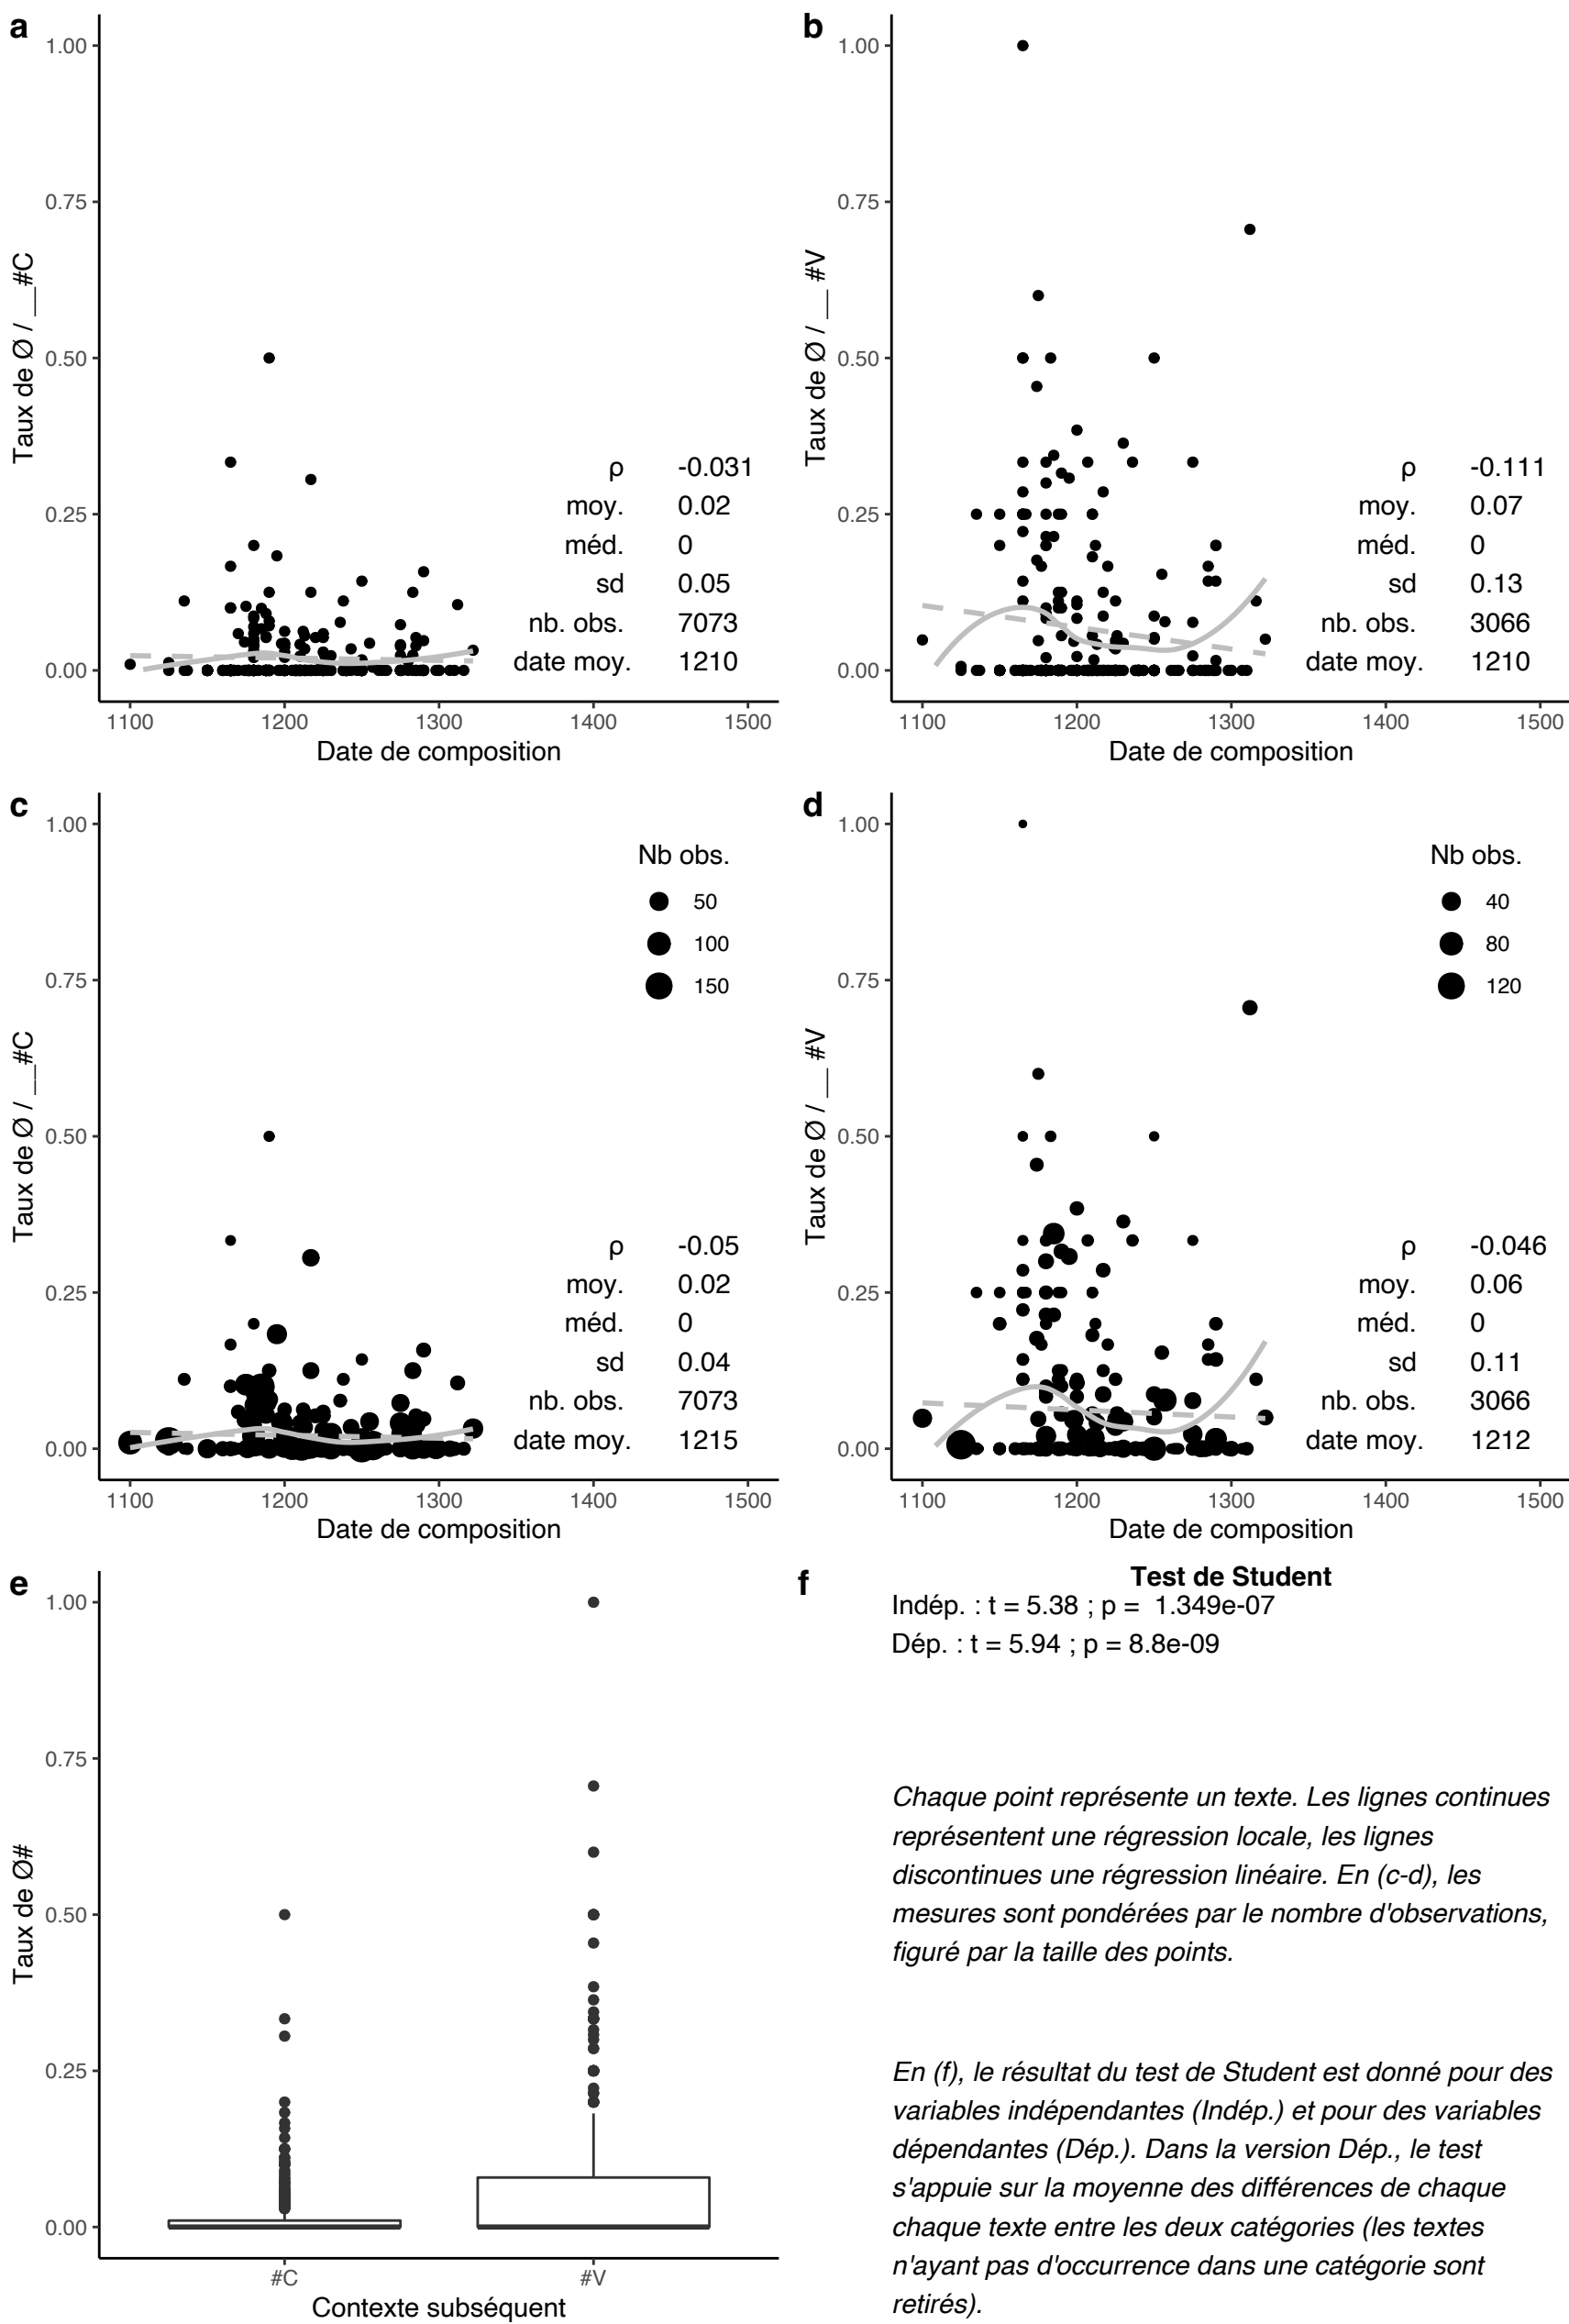 a
1.00
0.75
0.50
0.25
0.00
Taux de Ø / __#C
ρ -0.031
moy. 0.02
méd. 0
sd 0.05
nb. obs. 7073
date moy. 1210
1100 1200 1300 1400 1500
Date de composition
b
1.00
0.75
0.50
0.25
0.00
Taux de Ø / __ #V
ρ -0.111
moy. 0.07
méd. 0
sd 0.13
nb. obs. 3066
date moy. 1210
1100 1200 1300 1400 1500
Date de composition
c
1.00
0.75
0.50
0.25
0.00
Taux de Ø / __#C
Nb obs.
50
100
150
ρ -0.05
moy. 0.02
méd. 0
sd 0.04
nb. obs. 7073
date moy. 1215
1100 1200 1300 1400 1500
Date de composition
d
1.00
0.75
0.50
0.25
0.00
Taux de Ø / __ #V
Nb obs.
40
80
120
ρ -0.046
moy. 0.06
méd. 0
sd 0.11
nb. obs. 3066
date moy. 1212
1100 1200 1300 1400 1500
Date de composition
e
1.00
0.75
0.50
0.25
0.00
Taux de Ø#
#C #V
Contexte subséquent
f
Test de Student
Indép. : t = 5.38 ; p =  1.349e-07
Dép. : t = 5.94 ; p = 8.8e-09
Chaque point représente un texte. Les lignes continues
représentent une régression locale, les lignes
discontinues une régression linéaire. En (c-d), les
mesures sont pondérées par le nombre d'observations,
figuré par la taille des points.
En (f), le résultat du test de Student est donné pour des
variables indépendantes (Indép.) et pour des variables
dépendantes (Dép.). Dans la version Dép., le test
s'appuie sur la moyenne des différences de chaque
chaque texte entre les deux catégories (les textes
n'ayant pas d'occurrence dans une catégorie sont
retirés).